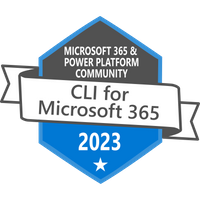 MICROSOFT 365 &
POWER PLATFORM
COMMUNITY
CLI for
Microsoft 365
2023